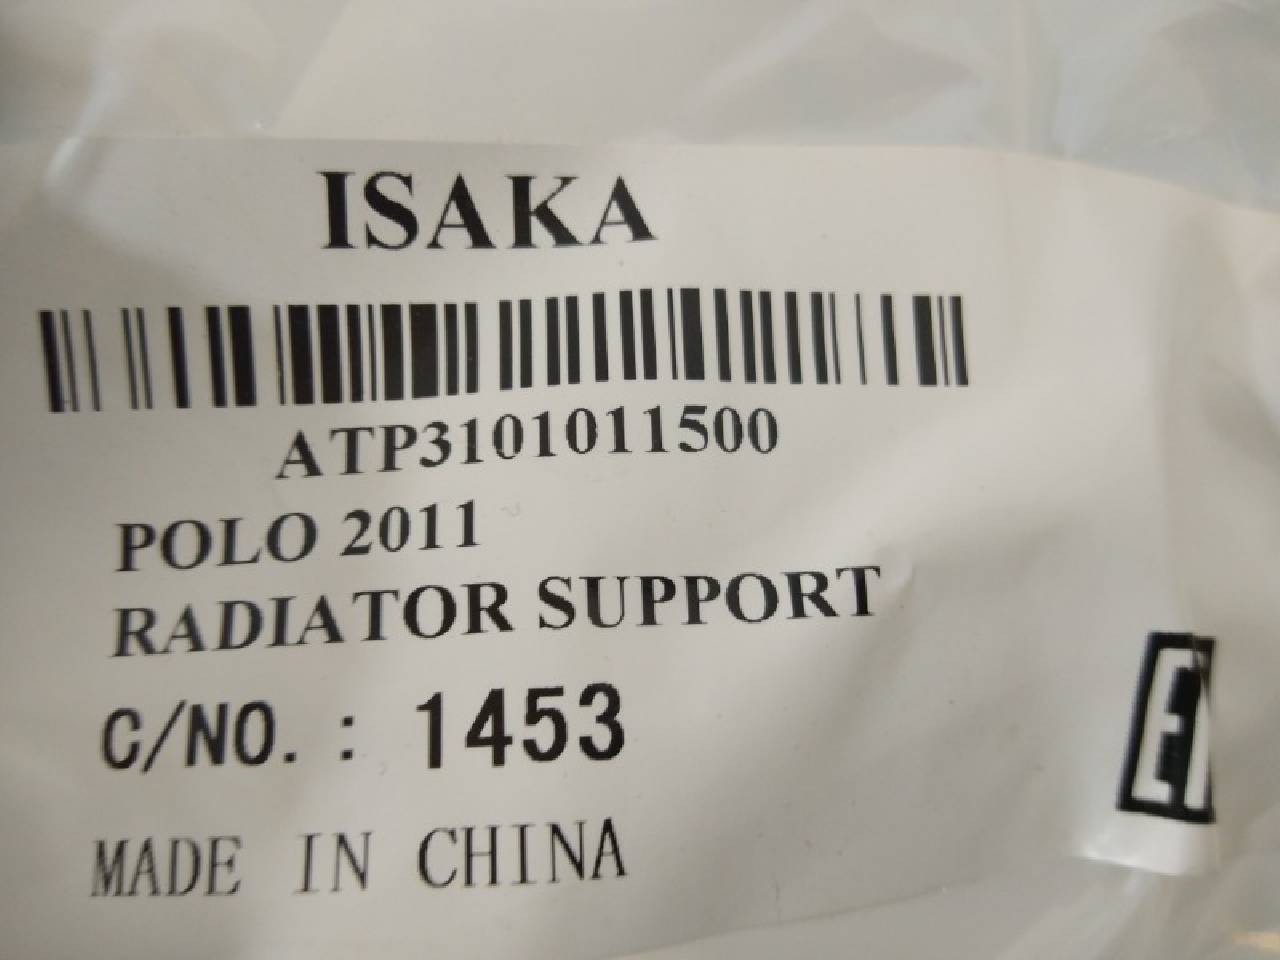 ISAKA
ATP3101011500
POLO 2011
RADIATOR SUPPORT
C/NO. : 1453
MADE IN CHINA